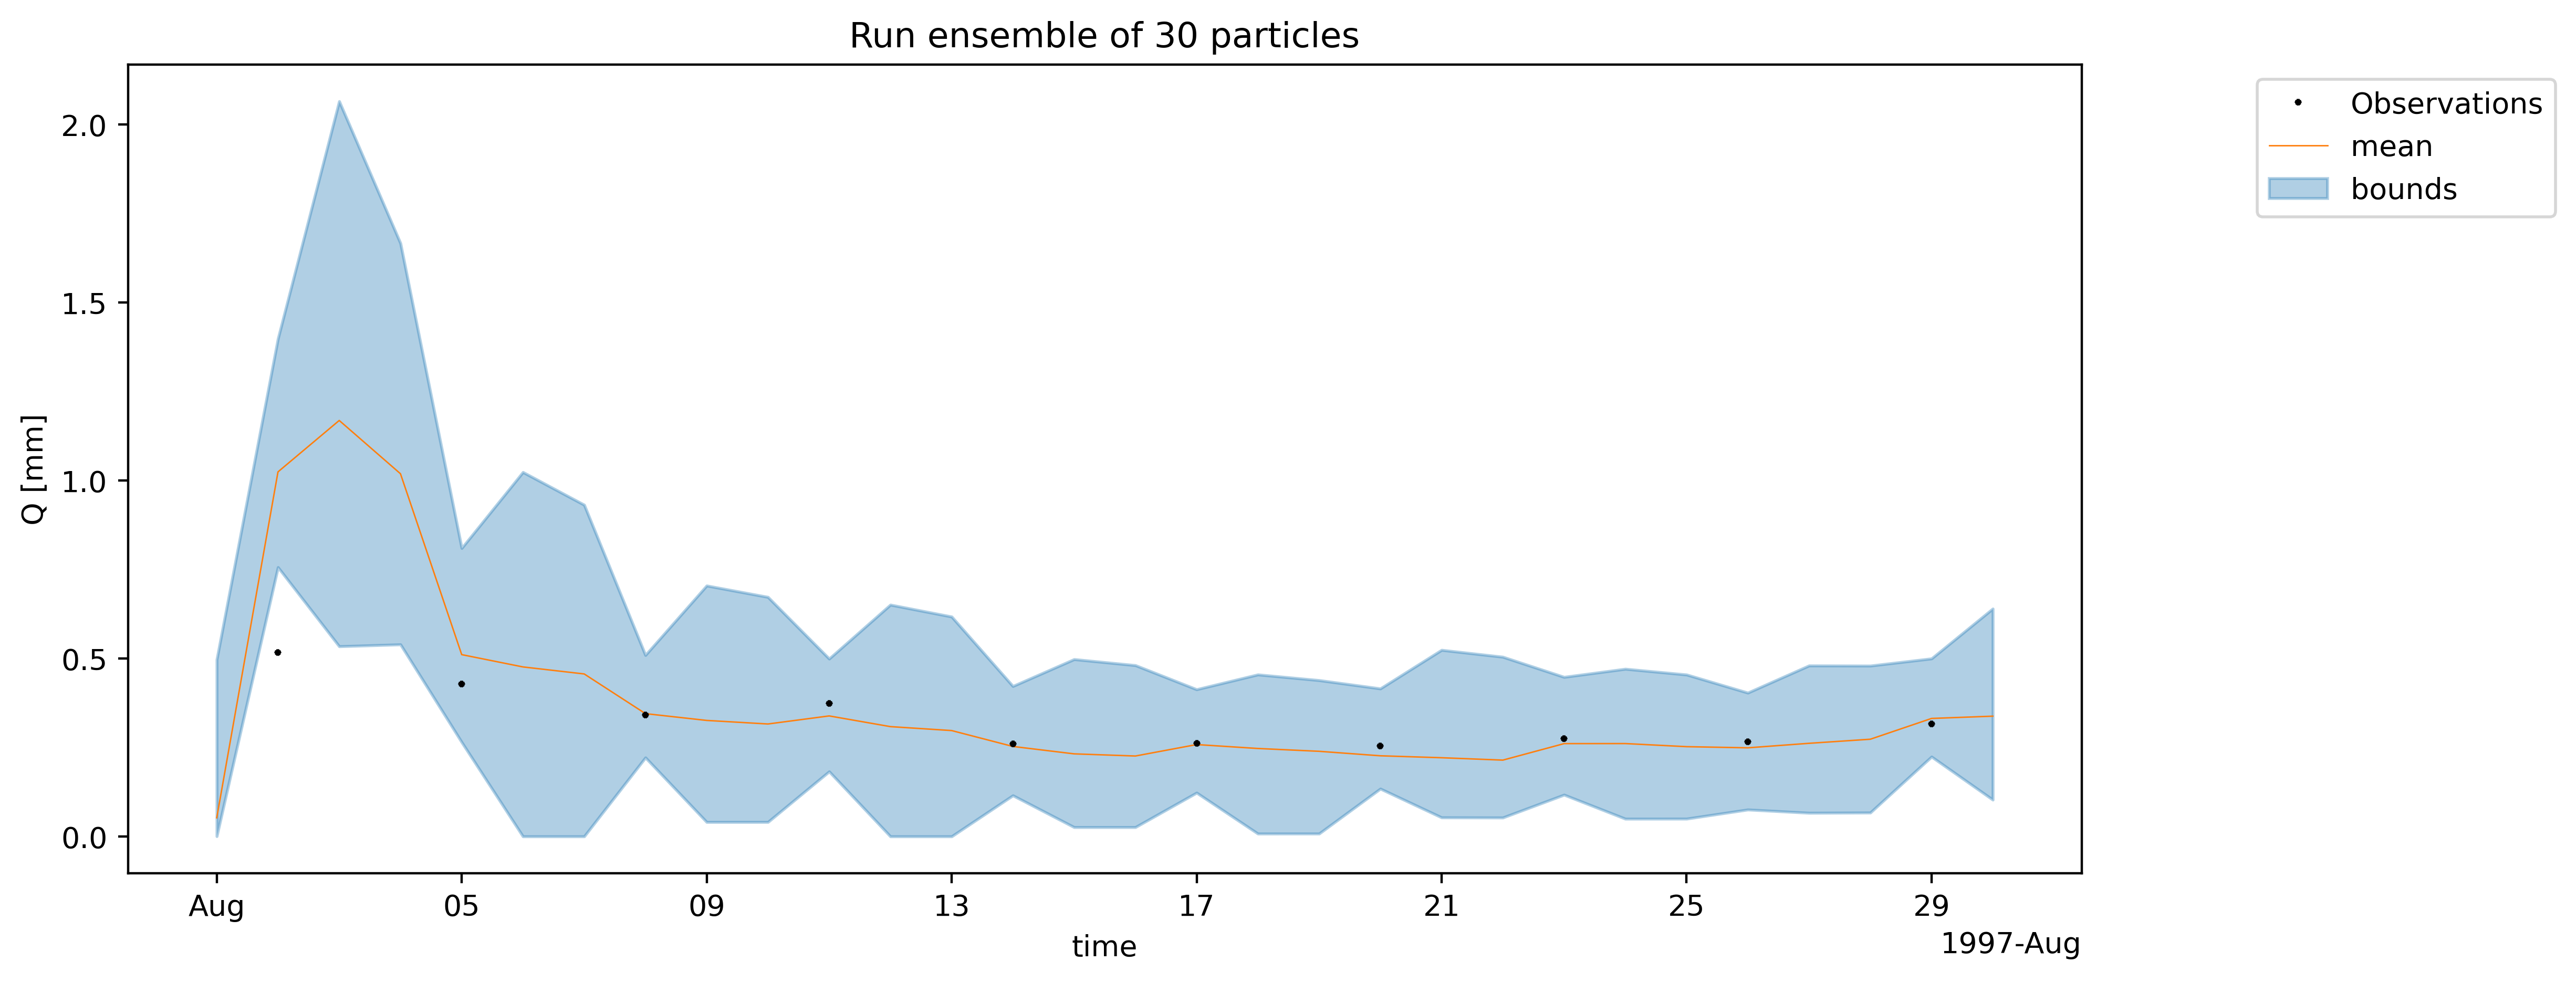 Run ensemble of 30 particles
Observations
mean
bounds
2.0
1.5
1.0
0.5
0.0
Q [mm]
Aug 05 09 13 17 21 25 29
time
1997-Aug